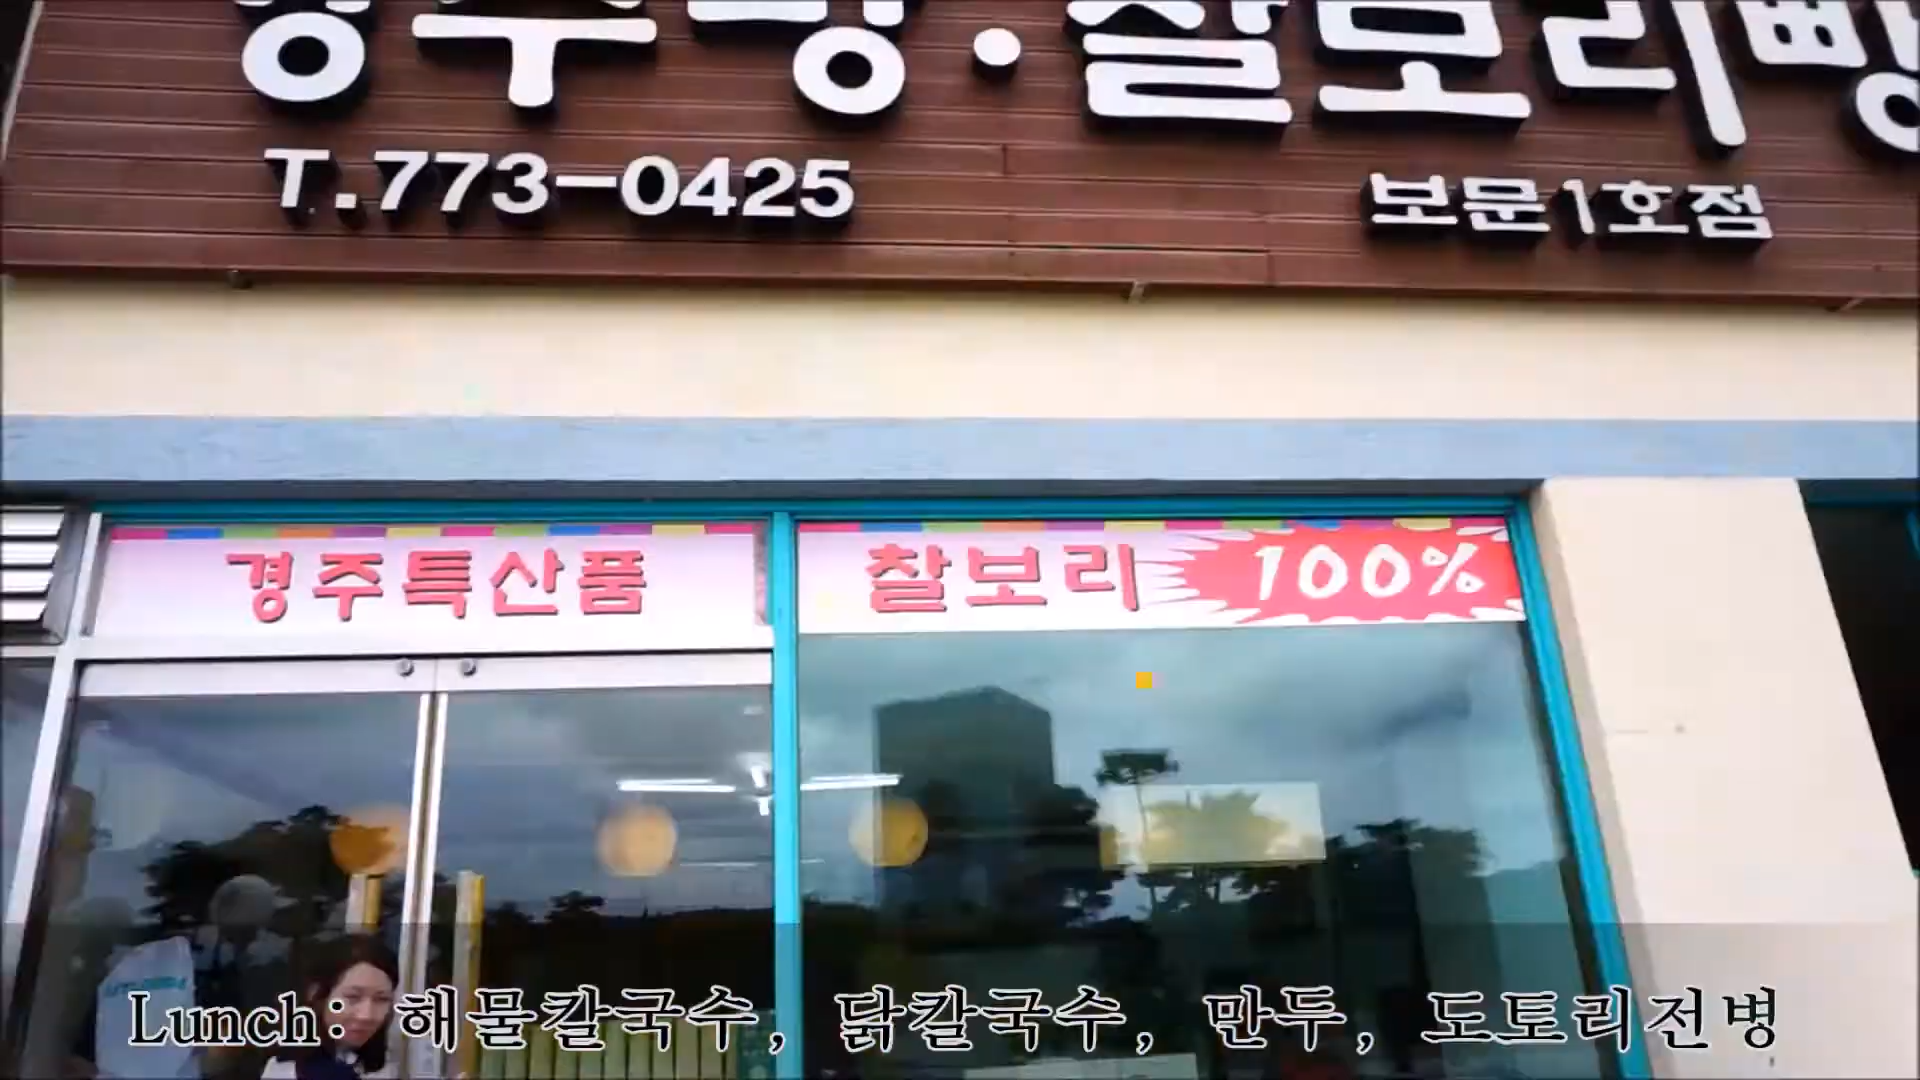 경주빵·찰보리빵
T.773-0425
보문1호점
경주특산품
찰보리 100%
Lunch: 해물칼국수, 닭칼국수, 만두, 도토리전병